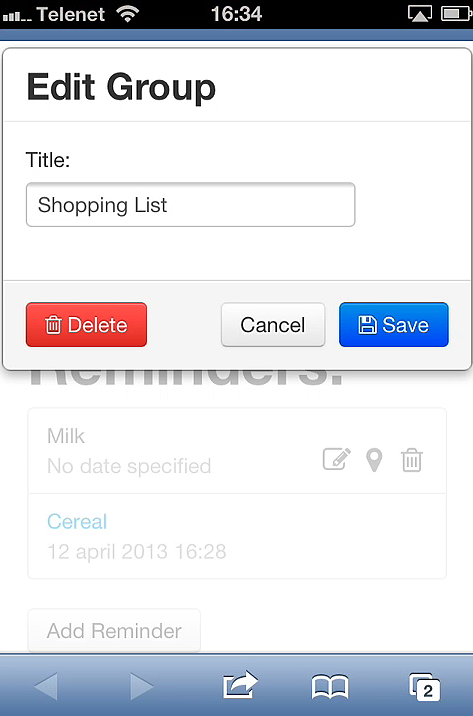 Telenet 16:34
Edit Group
Title:
Shopping List
Delete Cancel Save
Reminders:
Milk
No date specified
Cereal
12 april 2013 16:28
Add Reminder
2